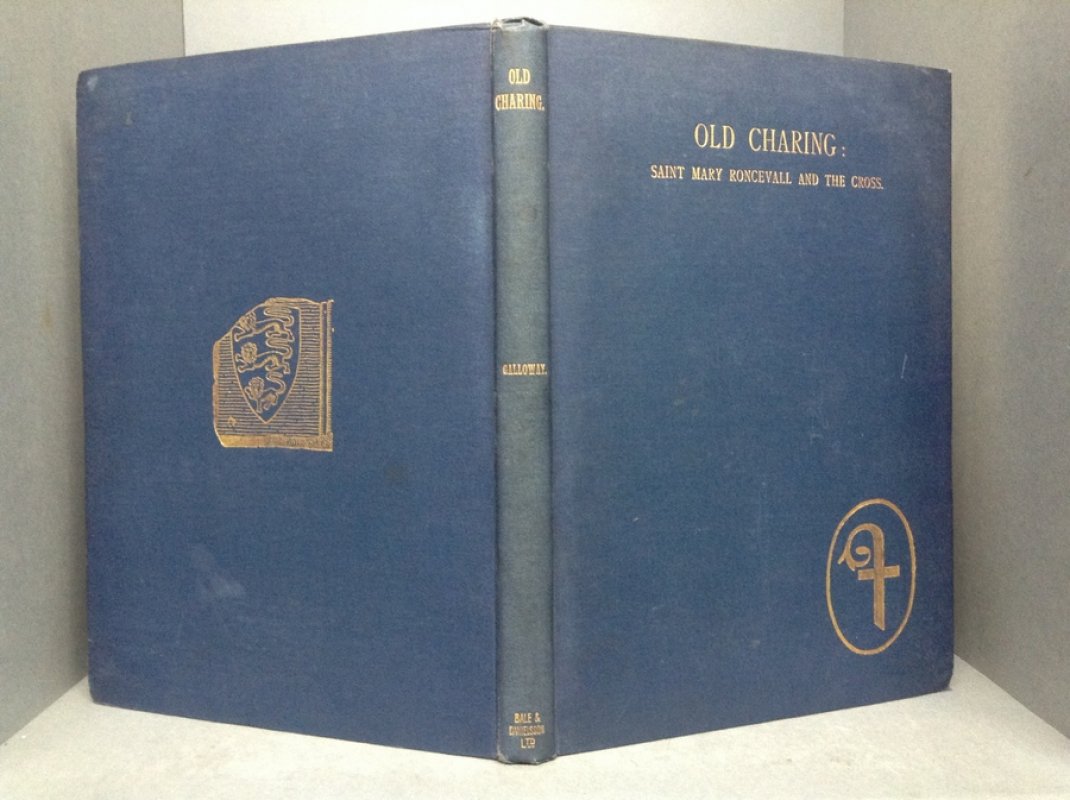 OLD
CHARING.
GALLOWAY.
BALE &
DANIELSSON
LTD
OLD CHARING:
SAINT MARY RONCEVALL AND THE CROSS.